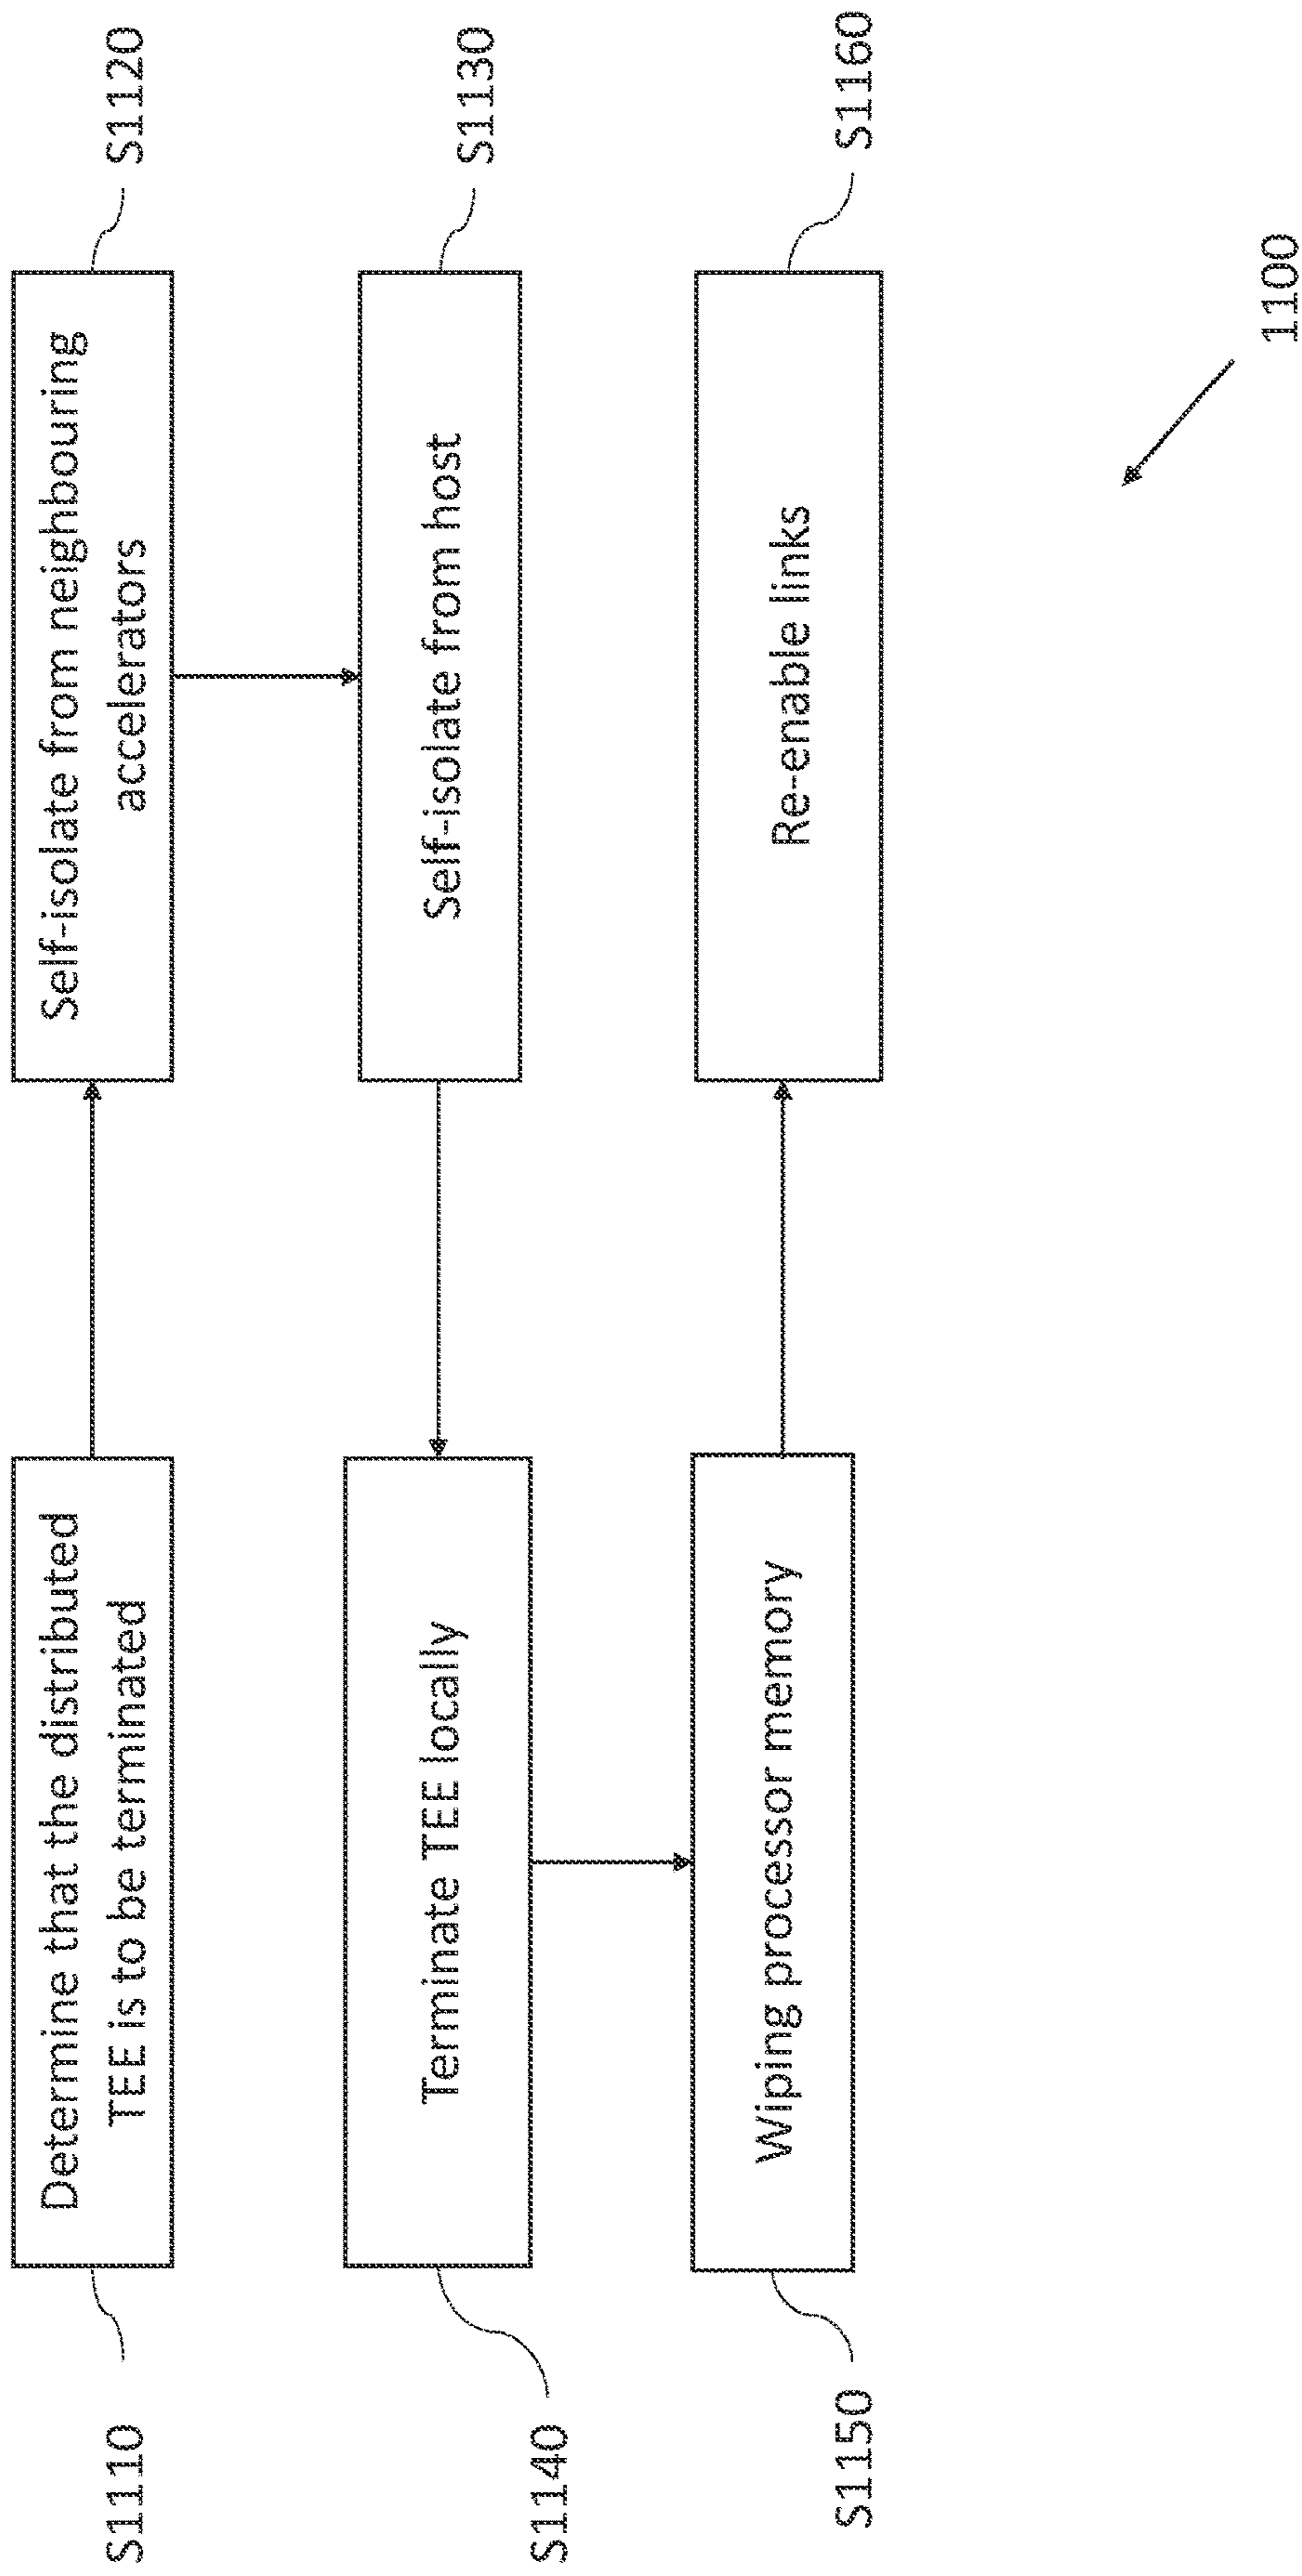 S1110
Determine that the distributed
TEE is to be terminated
Self-isolate from neighbouring
accelerators
S1120
Self-isolate from host
S1130
S1140
Terminate TEE locally
S1150
Wiping processor memory
Re-enable links
S1160
1100